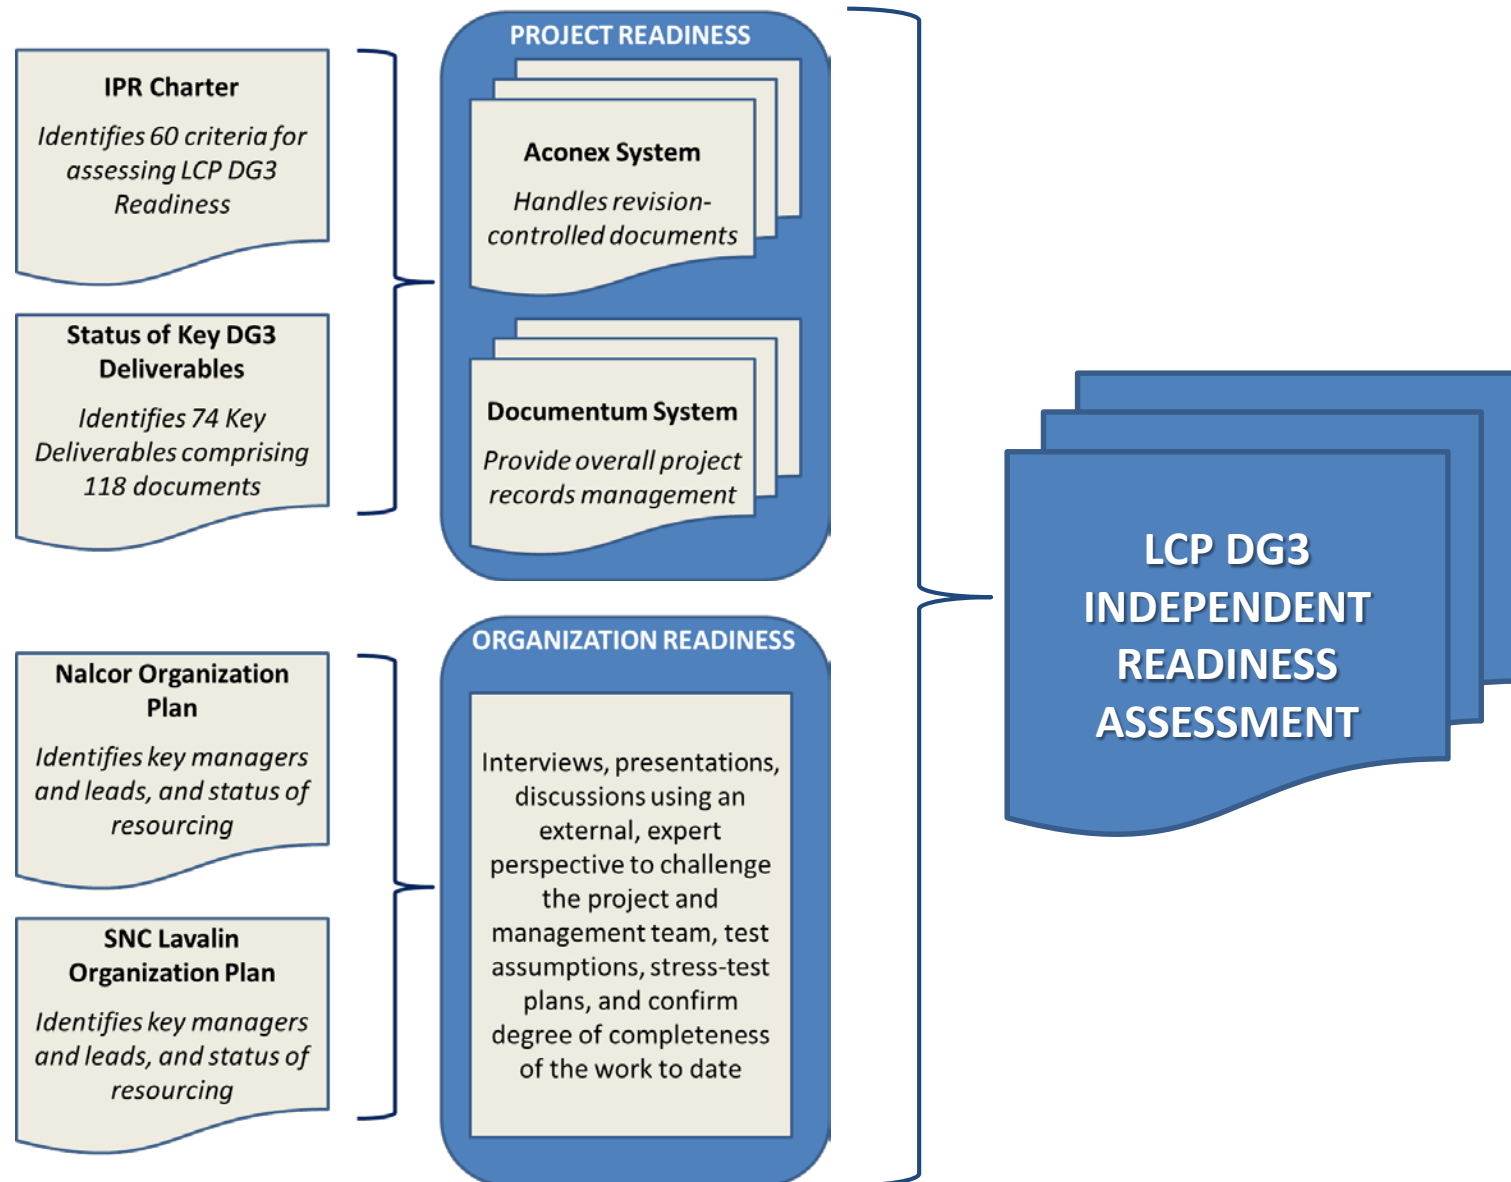 IPR Charter
Identifies 60 criteria for
assessing LCP DG3
Readiness
Status of Key DG3
Deliverables
Identifies 74 Key
Deliverables comprising
118 documents
PROJECT READINESS
Aconex System
Handles revision-
controlled documents
Documentum System
Provide overall project
records management
Nalcor Organization
Plan
Identifies key managers
and leads, and status of
resourcing
SNC Lavalin
Organization Plan
Identifies key managers
and leads, and status of
resourcing
ORGANIZATION READINESS
Interviews, presentations,
discussions using an
external, expert
perspective to challenge
the project and
management team, test
assumptions, stress-test
plans, and confirm
degree of completeness
of the work to date
LCP DG3
INDEPENDENT
READINESS
ASSESSMENT